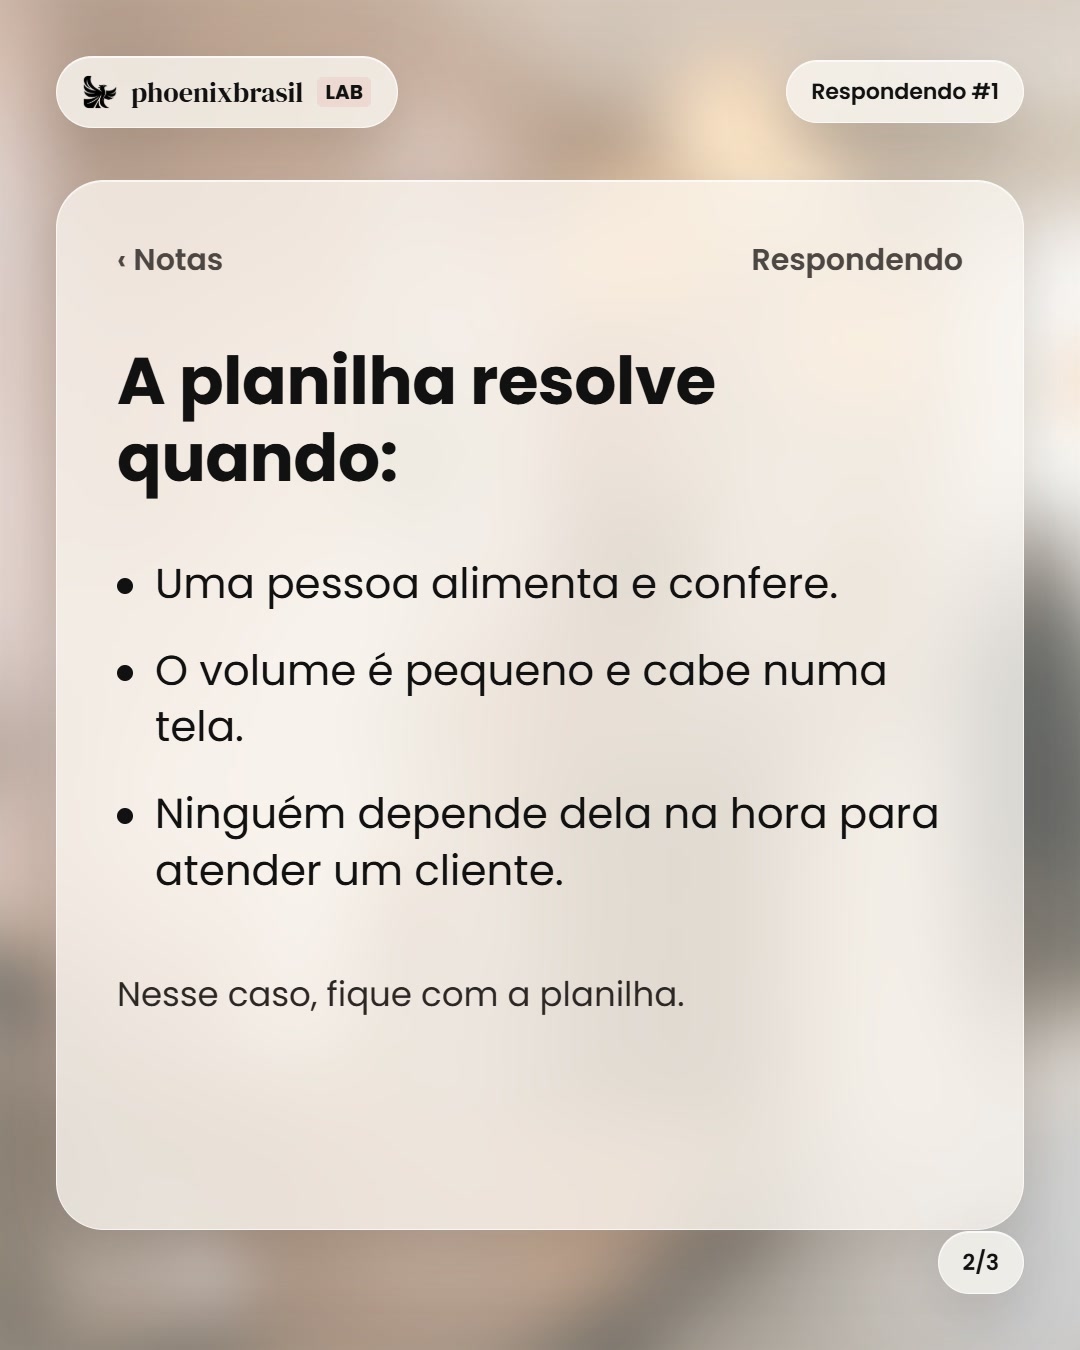 phoenixbrasil LAB
Respondendo #1
‹ Notas
Respondendo
A planilha resolve
quando:
• Uma pessoa alimenta e confere.
• O volume é pequeno e cabe numa
tela.
• Ninguém depende dela na hora para
atender um cliente.
Nesse caso, fique com a planilha.
2/3